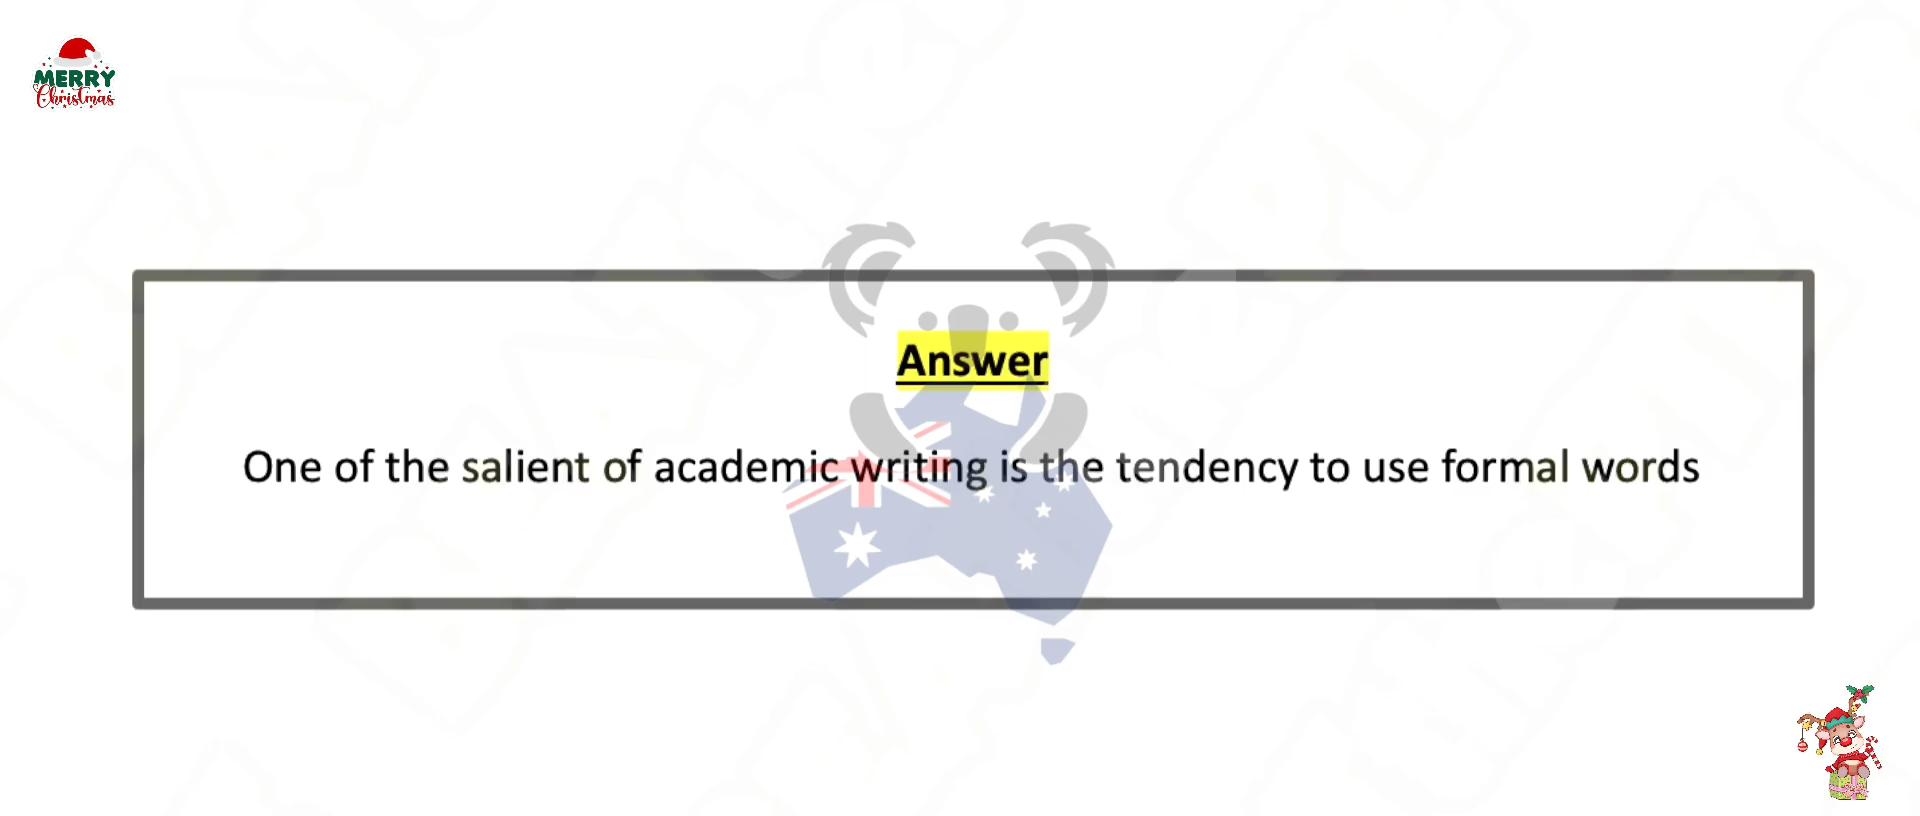 MERRY
Christmas
Answer
One of the salient of academic writing is the tendency to use formal words